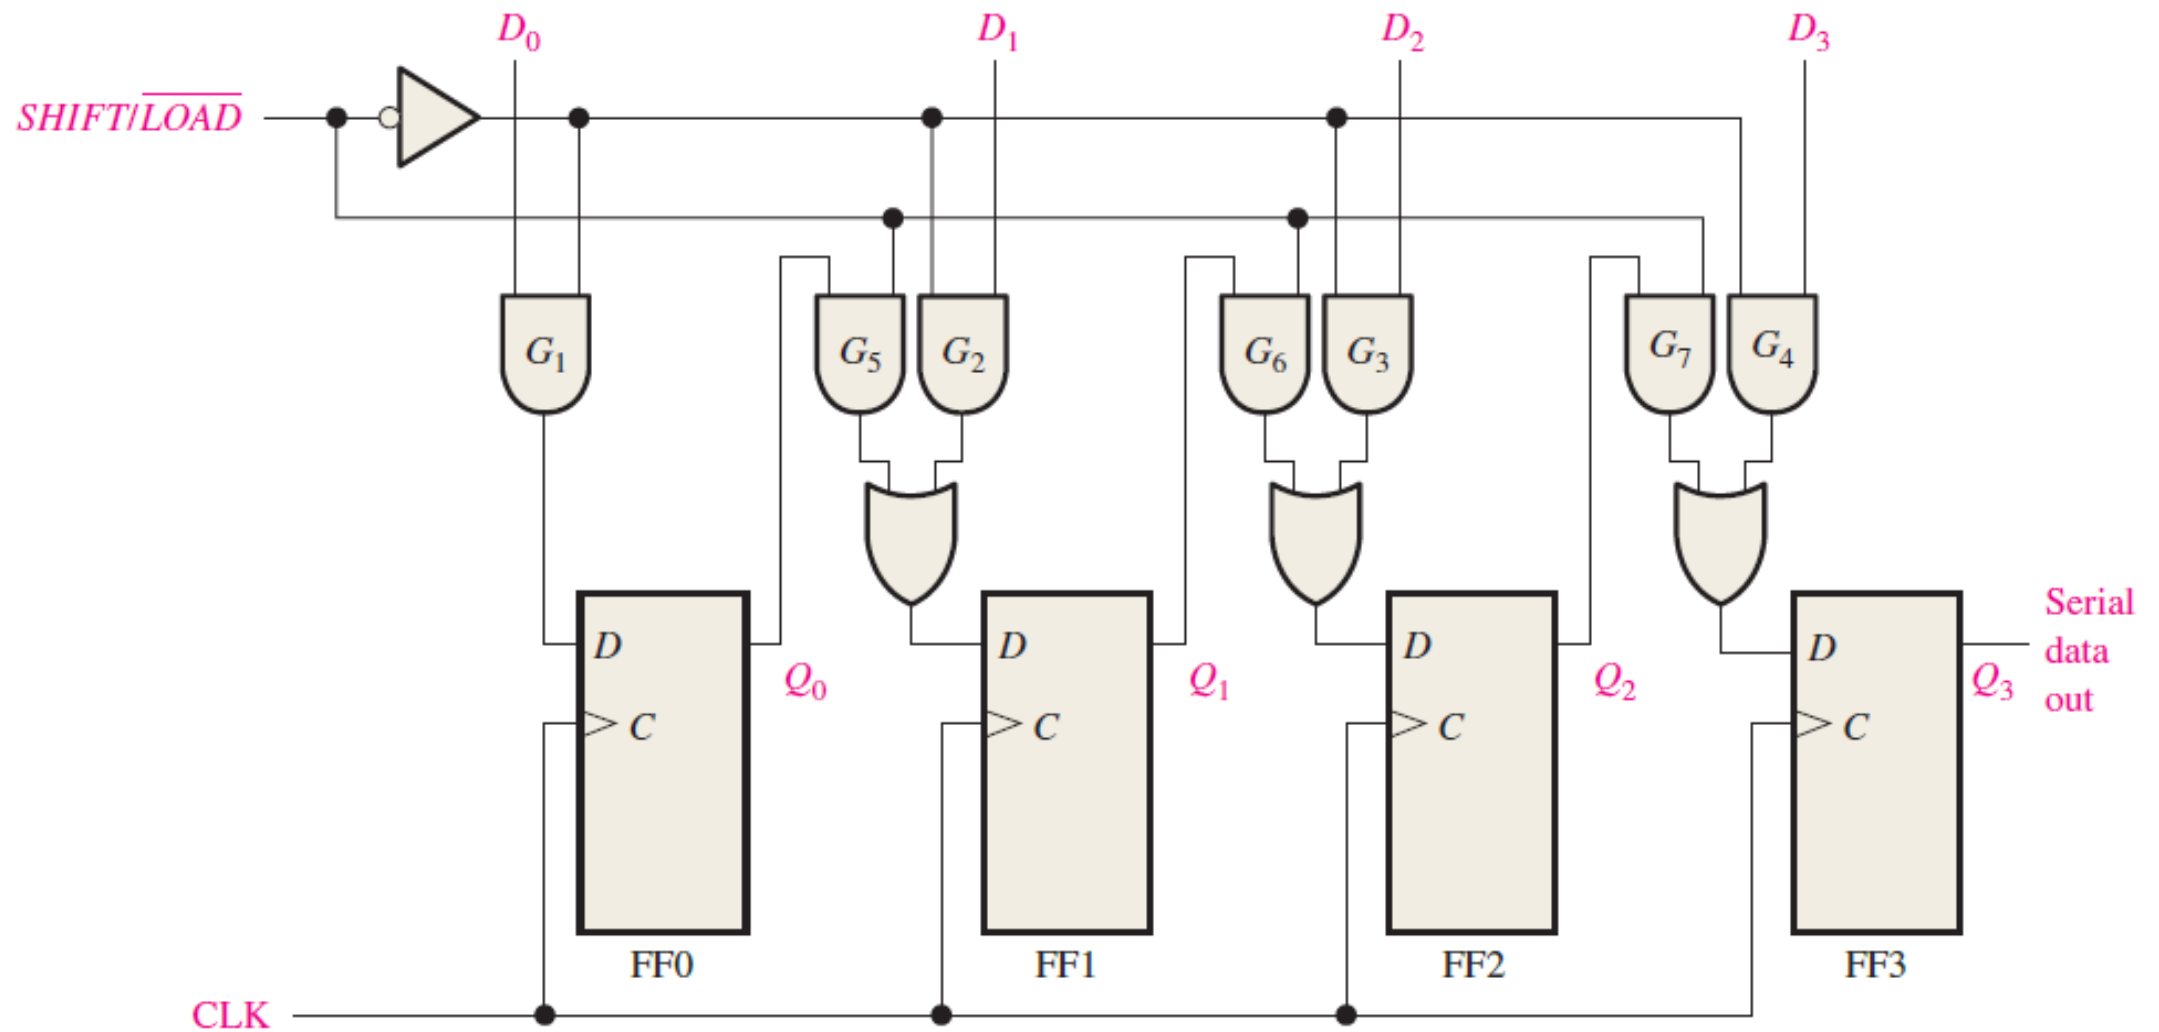 D₀ D₁ D₂ D₃
SHIFT/L̅O̅A̅D̅
G₁ G₅ G₂ G₆ G₃ G₇ G₄
Serial
D D D D data
Q₀ Q₁ Q₂ Q₃ out
C C C C
FF0 FF1 FF2 FF3
CLK